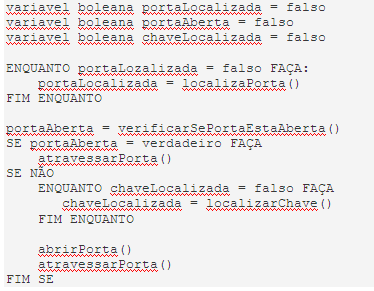 variavel boleana portaLocalizada = falso
variavel boleana portaAberta = falso
variavel boleana chaveLocalizada = falso
ENQUANTO portaLozalizada = falso FAÇA:
portaLocalizada = localizaPorta()
FIM ENQUANTO
portaAberta = verificarSePortaEstaAberta()
SE portaAberta = verdadeiro FAÇA
atravessarPorta()
SE NÃO
ENQUANTO chaveLocalizada = falso FAÇA
chaveLocalizada = localizarChave()
FIM ENQUANTO
abrirPorta()
atravessarPorta()
FIM SE